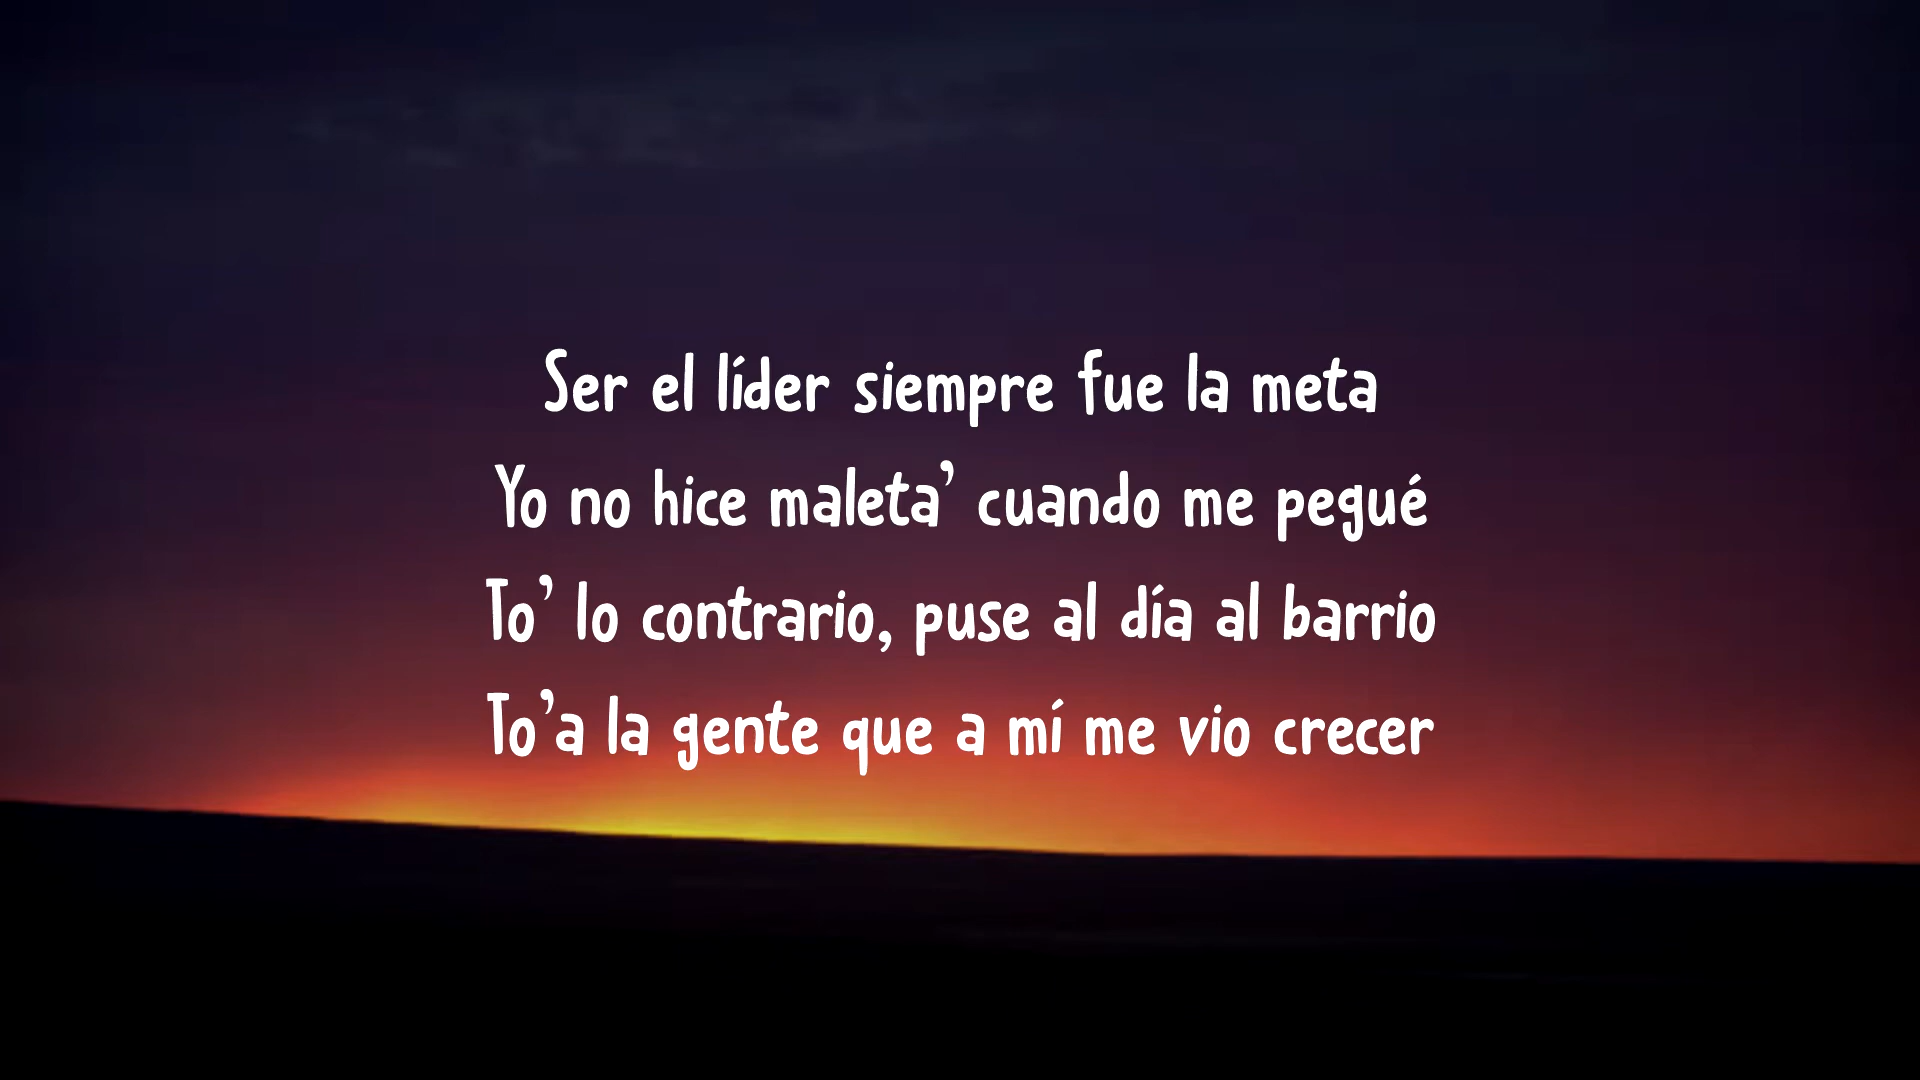 Ser el líder siempre fue la meta
Yo no hice maleta’ cuando me pegué
To’ lo contrario, puse al día al barrio
To’a la gente que a mí me vio crecer